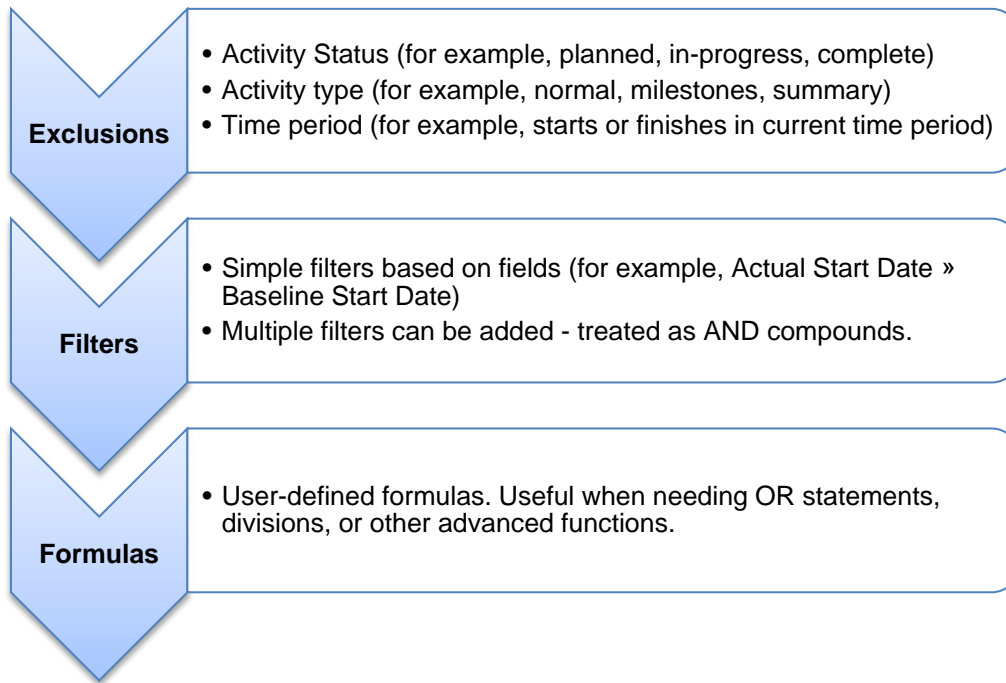 Exclusions
• Activity Status (for example, planned, in-progress, complete)
• Activity type (for example, normal, milestones, summary)
• Time period (for example, starts or finishes in current time period)
Filters
• Simple filters based on fields (for example, Actual Start Date »
Baseline Start Date)
• Multiple filters can be added - treated as AND compounds.
Formulas
• User-defined formulas. Useful when needing OR statements,
divisions, or other advanced functions.